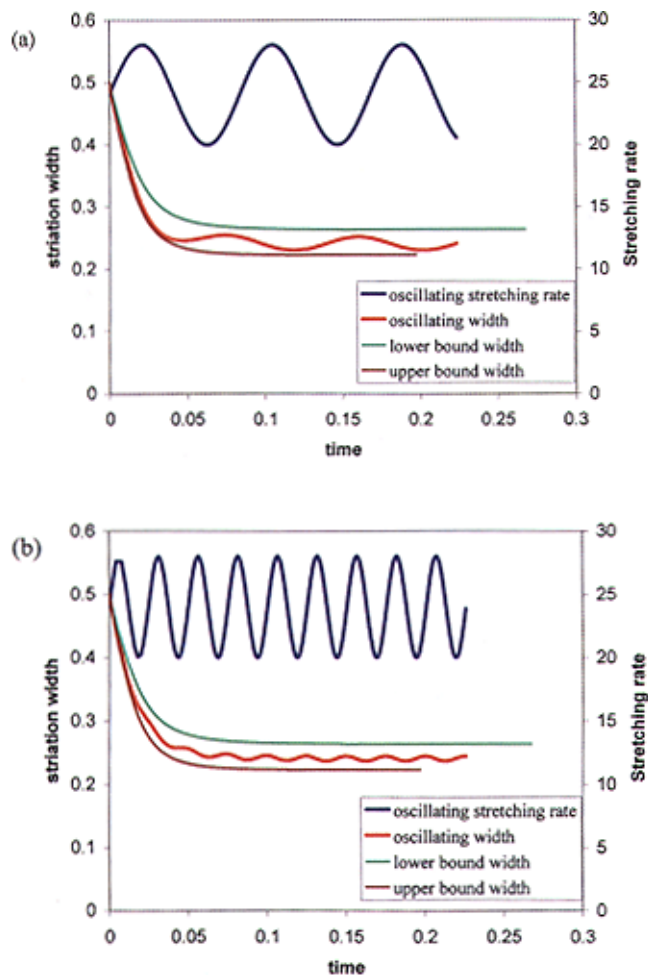 (a)
0.6
0.5
0.4
0.3
0.2
0.1
0
striation width
30
25
20
15
10
5
0
Stretching rate
oscillating stretching rate
oscillating width
lower bound width
upper bound width
0 0.05 0.1 0.15 0.2 0.25 0.3
time
(b)
0.6
0.5
0.4
0.3
0.2
0.1
0
striation width
30
25
20
15
10
5
0
Stretching rate
oscillating stretching rate
oscillating width
lower bound width
upper bound width
0 0.05 0.1 0.15 0.2 0.25 0.3
time